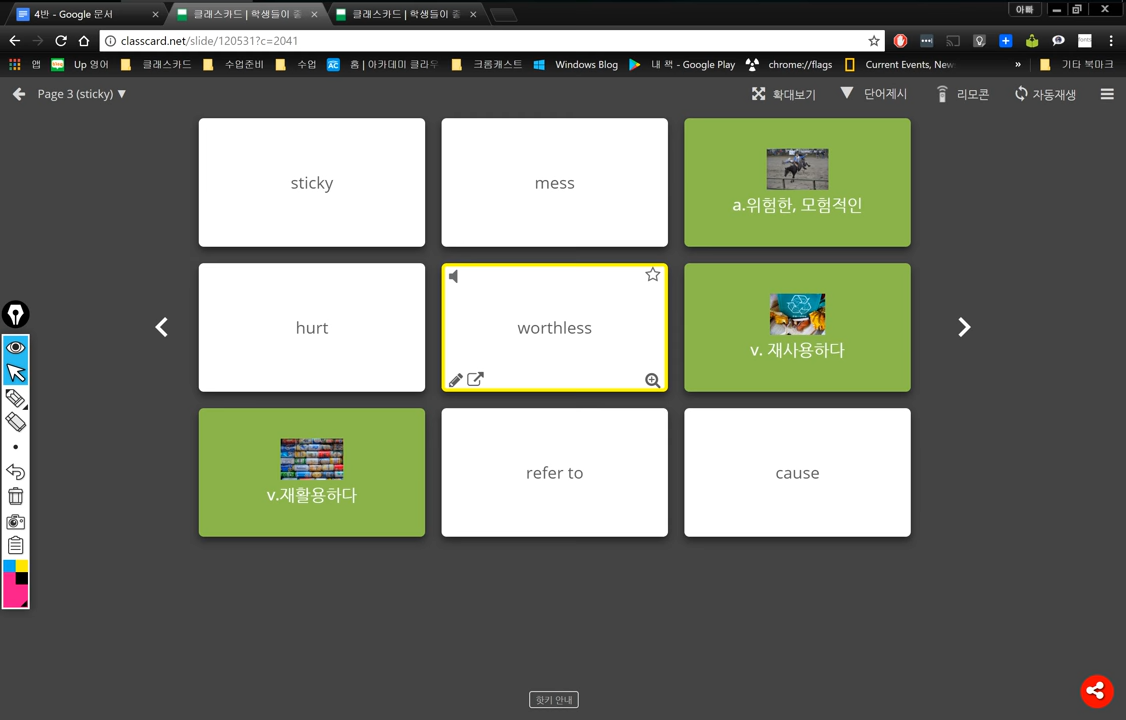 4반 - Google 문서
클래스카드 | 학생들이 좋
클래스카드 | 학생들이 좋
아빠
classcard.net/slide/120531?c=2041
앱
Up 영어
클래스카드
수업준비
수업
홈 | 아카데미 클라우
크롬캐스트
Windows Blog
내 책 - Google Play
chrome://flags
Current Events, New
»
기타 북마크
Page 3 (sticky) ▼
확대보기
단어제시
리모콘
자동재생
sticky
mess
a.위험한, 모험적인
hurt
worthless
v. 재사용하다
v.재활용하다
refer to
cause
핫키 안내